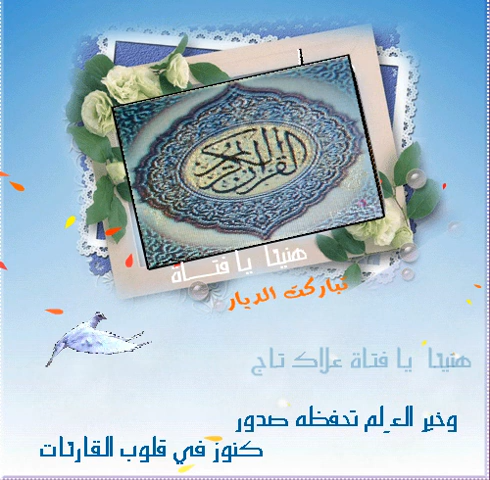 القرآن الكريم
هنيئا يا فتاة
تباركت الديار
هنيئا يا فتاة علاك تاج
وخير العلم تحفظه صدور
كنوز في قلوب القارئات